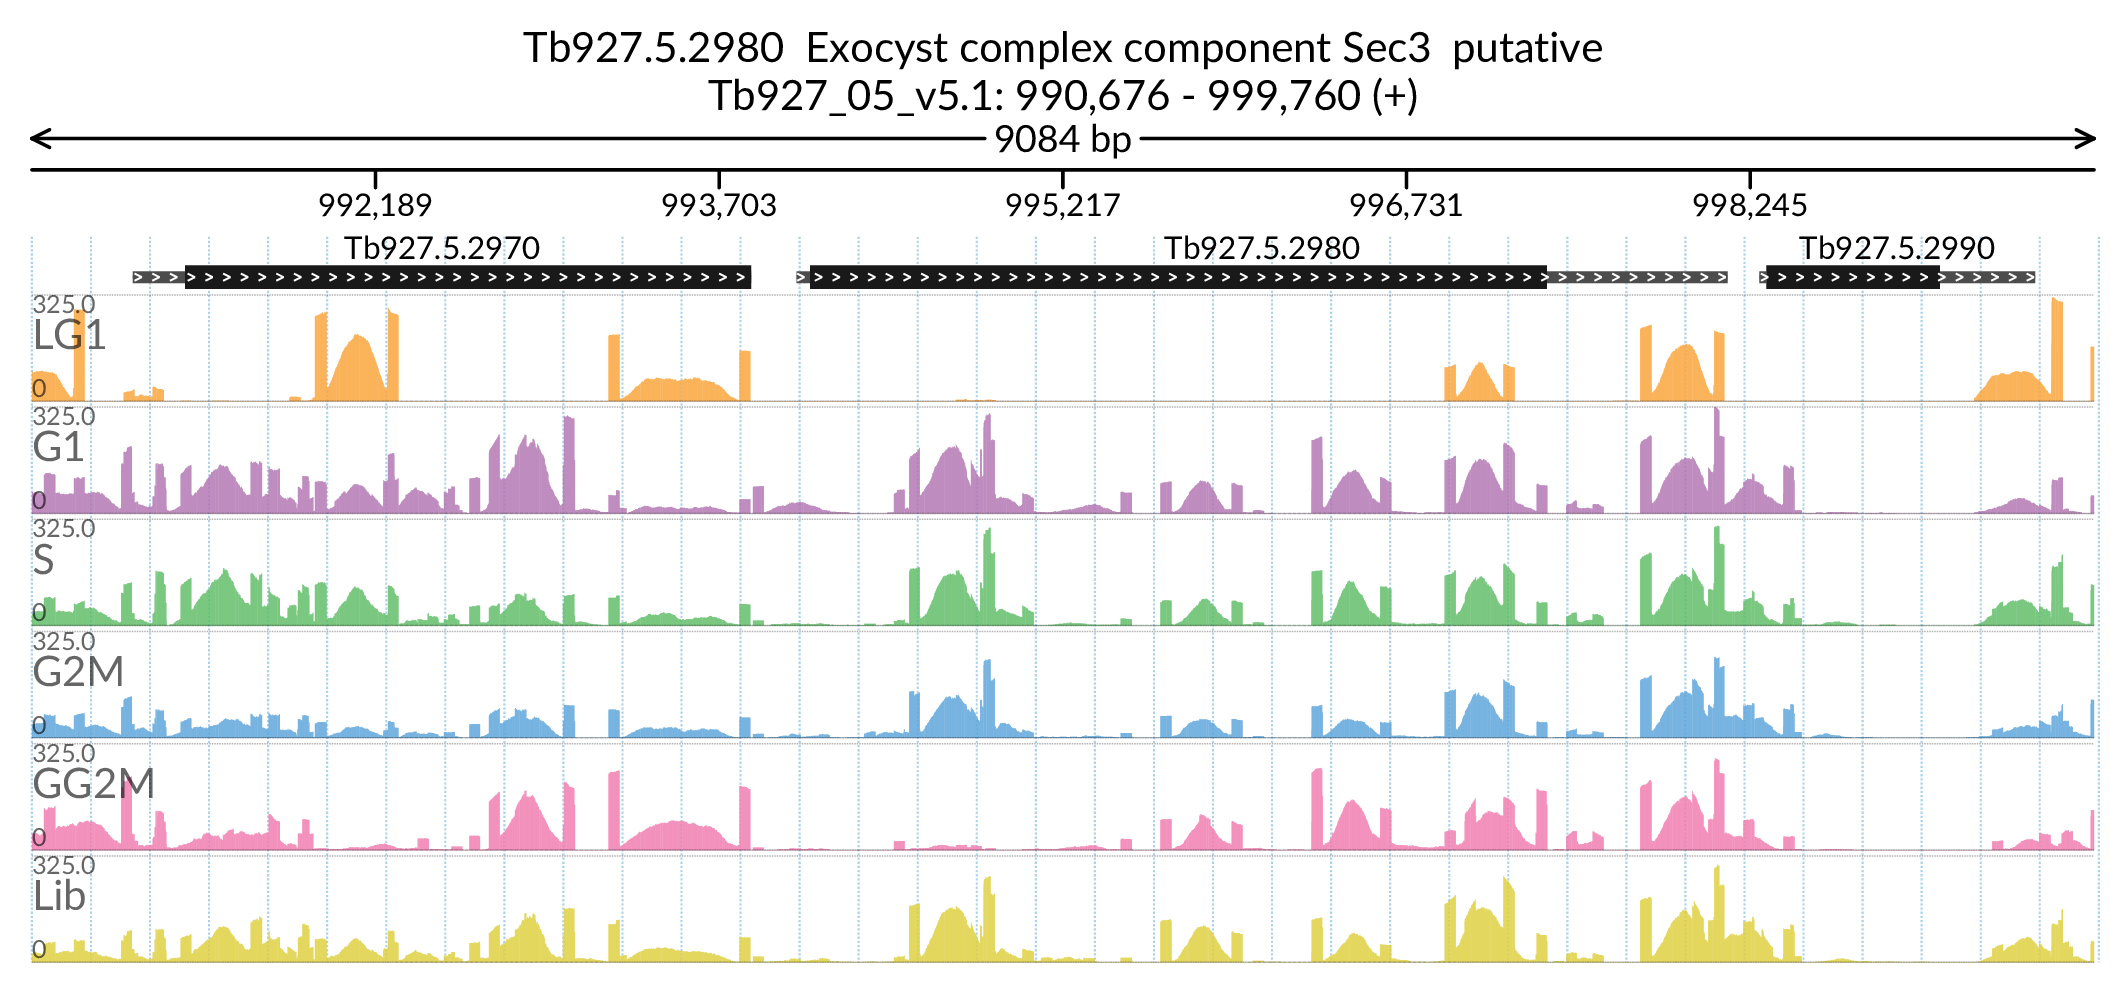 Tb927.5.2980  Exocyst complex component Sec3  putative
Tb927_05_v5.1: 990,676 - 999,760 (+)
9084 bp
992,189 993,703 995,217 996,731 998,245
Tb927.5.2970 Tb927.5.2980 Tb927.5.2990
325.0
LG1
0
325.0
G1
0
325.0
S
0
325.0
G2M
0
325.0
GG2M
0
325.0
Lib
0